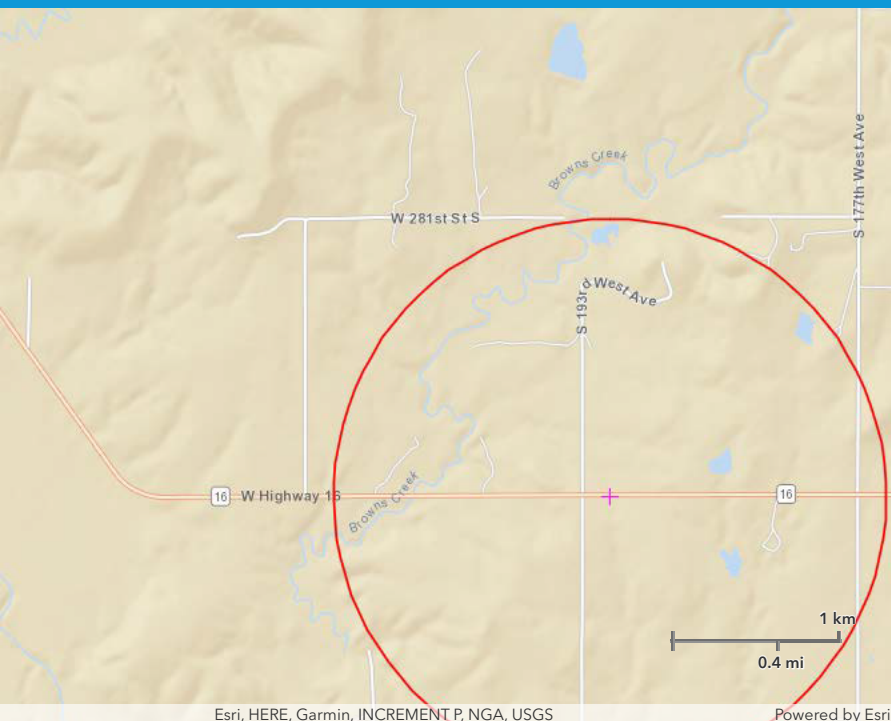 Browns Creek
S 177th West Ave
W 281st St S
S 193rd West Ave
16
W Highway 16
Browns Creek
16
1 km
0.4 mi
Esri, HERE, Garmin, INCREMENT P, NGA, USGS
Powered by Esri